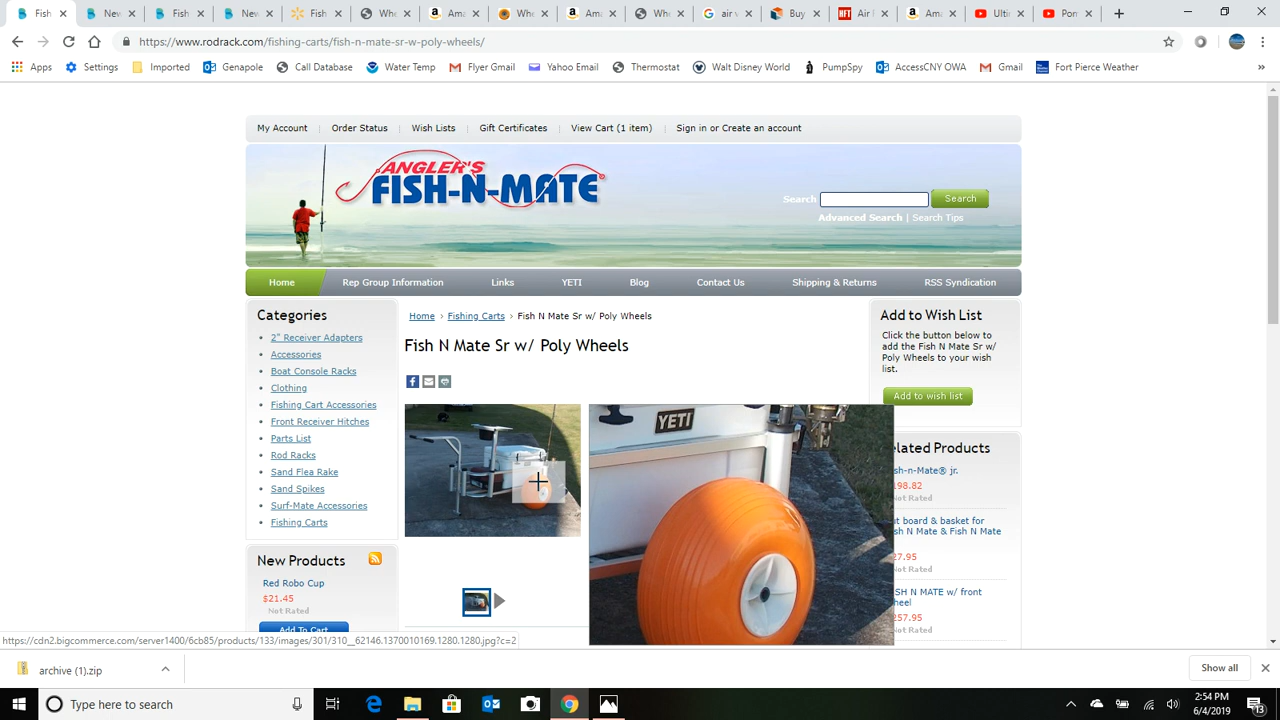 Fish
New
Fish
New
Fish
Whe
Ama
Whe
Ama
Who
air v
Buy
Air
Ama
Ulti
Pon
https://www.rodrack.com/fishing-carts/fish-n-mate-sr-w-poly-wheels/
Apps Settings Imported Genapole Call Database Water Temp Flyer Gmail Yahoo Email Thermostat Walt Disney World PumpSpy AccessCNY OWA Gmail Fort Pierce Weather »
My Account Order Status Wish Lists Gift Certificates View Cart (1 item) Sign in or Create an account
ANGLER'S
FISH-N-MATE
Search Search
Advanced Search | Search Tips
Home Rep Group Information Links YETI Blog Contact Us Shipping & Returns RSS Syndication
Categories
2" Receiver Adapters
Accessories
Boat Console Racks
Clothing
Fishing Cart Accessories
Front Receiver Hitches
Parts List
Rod Racks
Sand Flea Rake
Sand Spikes
Surf-Mate Accessories
Fishing Carts
New Products
Red Robo Cup
$21.45
Not Rated
Add To Cart
Home › Fishing Carts › Fish N Mate Sr w/ Poly Wheels
Fish N Mate Sr w/ Poly Wheels
YETI
Add to Wish List
Click the button below to
add the Fish N Mate Sr w/
Poly Wheels to your wish
list.
Add to wish list
elated Products
sh-n-Mate® jr.
98.82
Not Rated
t board & basket for
sh N Mate & Fish N Mate
27.95
Not Rated
SH N MATE w/ front
heel
57.95
Not Rated
https://cdn2.bigcommerce.com/server1400/6cb85/products/133/images/301/310__62146.1370010169.1280.1280.jpg?c=2
archive (1).zip
Show all
Type here to search
2:54 PM
6/4/2019
13